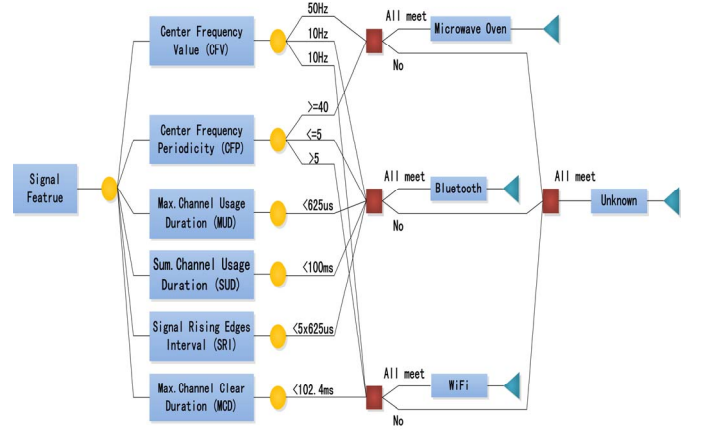 Signal
Featrue
Center Frequency
Value (CFV)
Center Frequency
Periodicity (CFP)
Max.Channel Usage
Duration (MUD)
Sum.Channel Usage
Duration (SUD)
Signal Rising Edges
Interval (SRI)
Max.Channel Clear
Duration (MCD)
50Hz
10Hz
10Hz
>=40
<=5
>5
<625us
<100ms
<5x625us
<102.4ms
All meet
Microwave Oven
No
All meet
Bluetooth
No
All meet
WiFi
No
All meet
Unknown